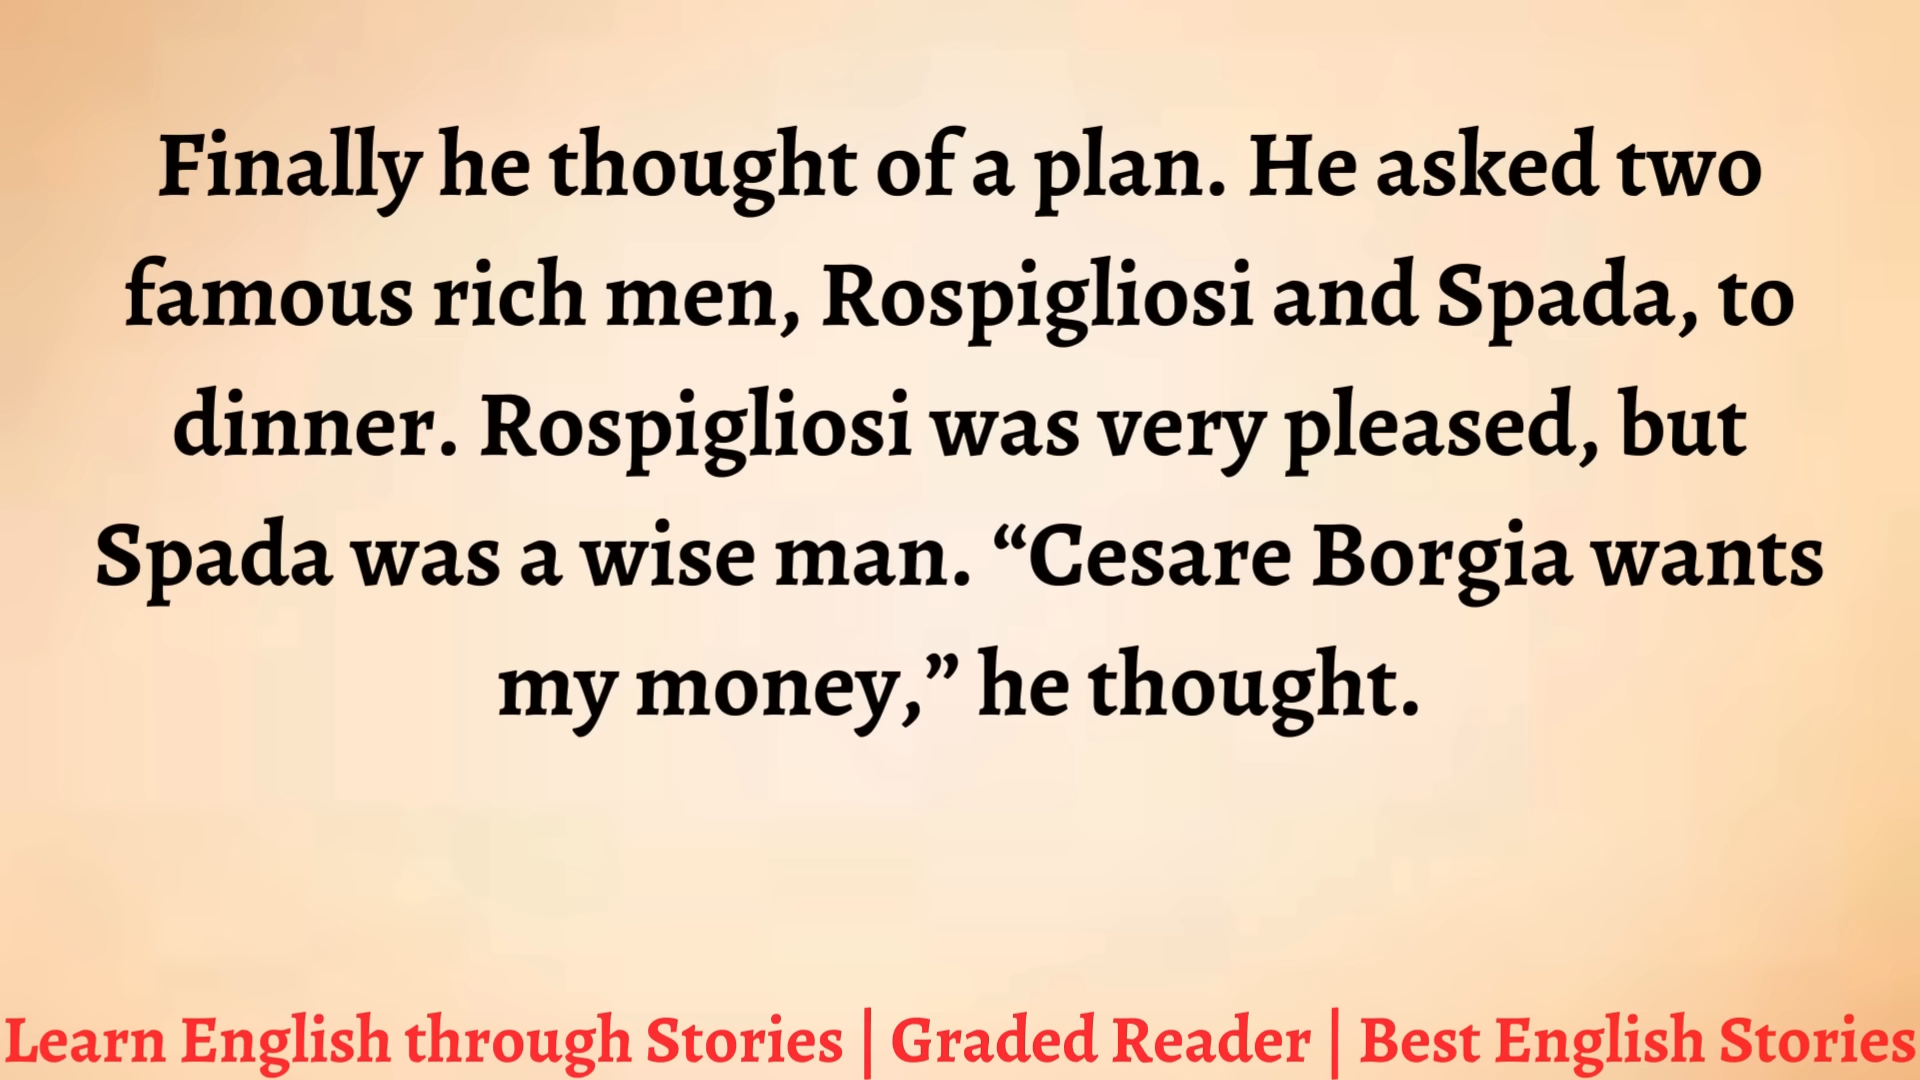 Finally he thought of a plan. He asked two
famous rich men, Rospigliosi and Spada, to
dinner. Rospigliosi was very pleased, but
Spada was a wise man. “Cesare Borgia wants
my money,” he thought.
Learn English through Stories | Graded Reader | Best English Stories